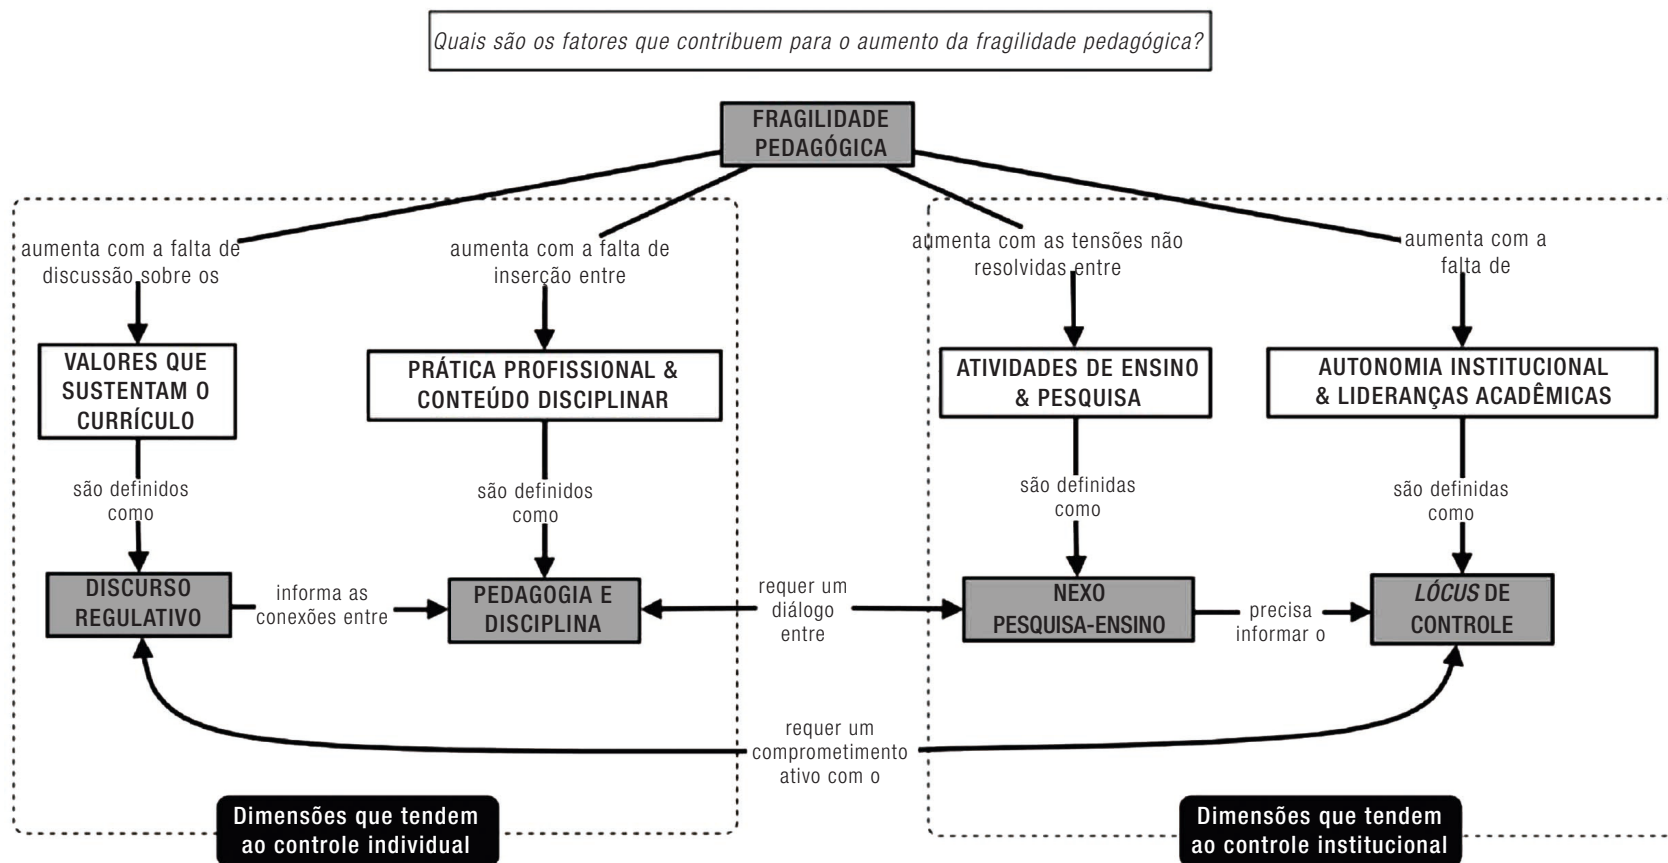 Quais são os fatores que contribuem para o aumento da fragilidade pedagógica?
FRAGILIDADE
PEDAGÓGICA
aumenta com a falta de
discussão sobre os
aumenta com a falta de
inserção entre
aumenta com as tensões não
resolvidas entre
aumenta com a
falta de
VALORES QUE
SUSTENTAM O
CURRÍCULO
PRÁTICA PROFISSIONAL &
CONTEÚDO DISCIPLINAR
ATIVIDADES DE ENSINO
& PESQUISA
AUTONOMIA INSTITUCIONAL
& LIDERANÇAS ACADÊMICAS
são definidos
como
são definidos
como
são definidas
como
são definidas
como
DISCURSO
REGULATIVO
informa as
conexões entre
PEDAGOGIA E
DISCIPLINA
requer um
diálogo
entre
NEXO
PESQUISA-ENSINO
precisa
informar o
LÓCUS DE
CONTROLE
requer um
comprometimento
ativo com o
Dimensões que tendem
ao controle individual
Dimensões que tendem
ao controle institucional